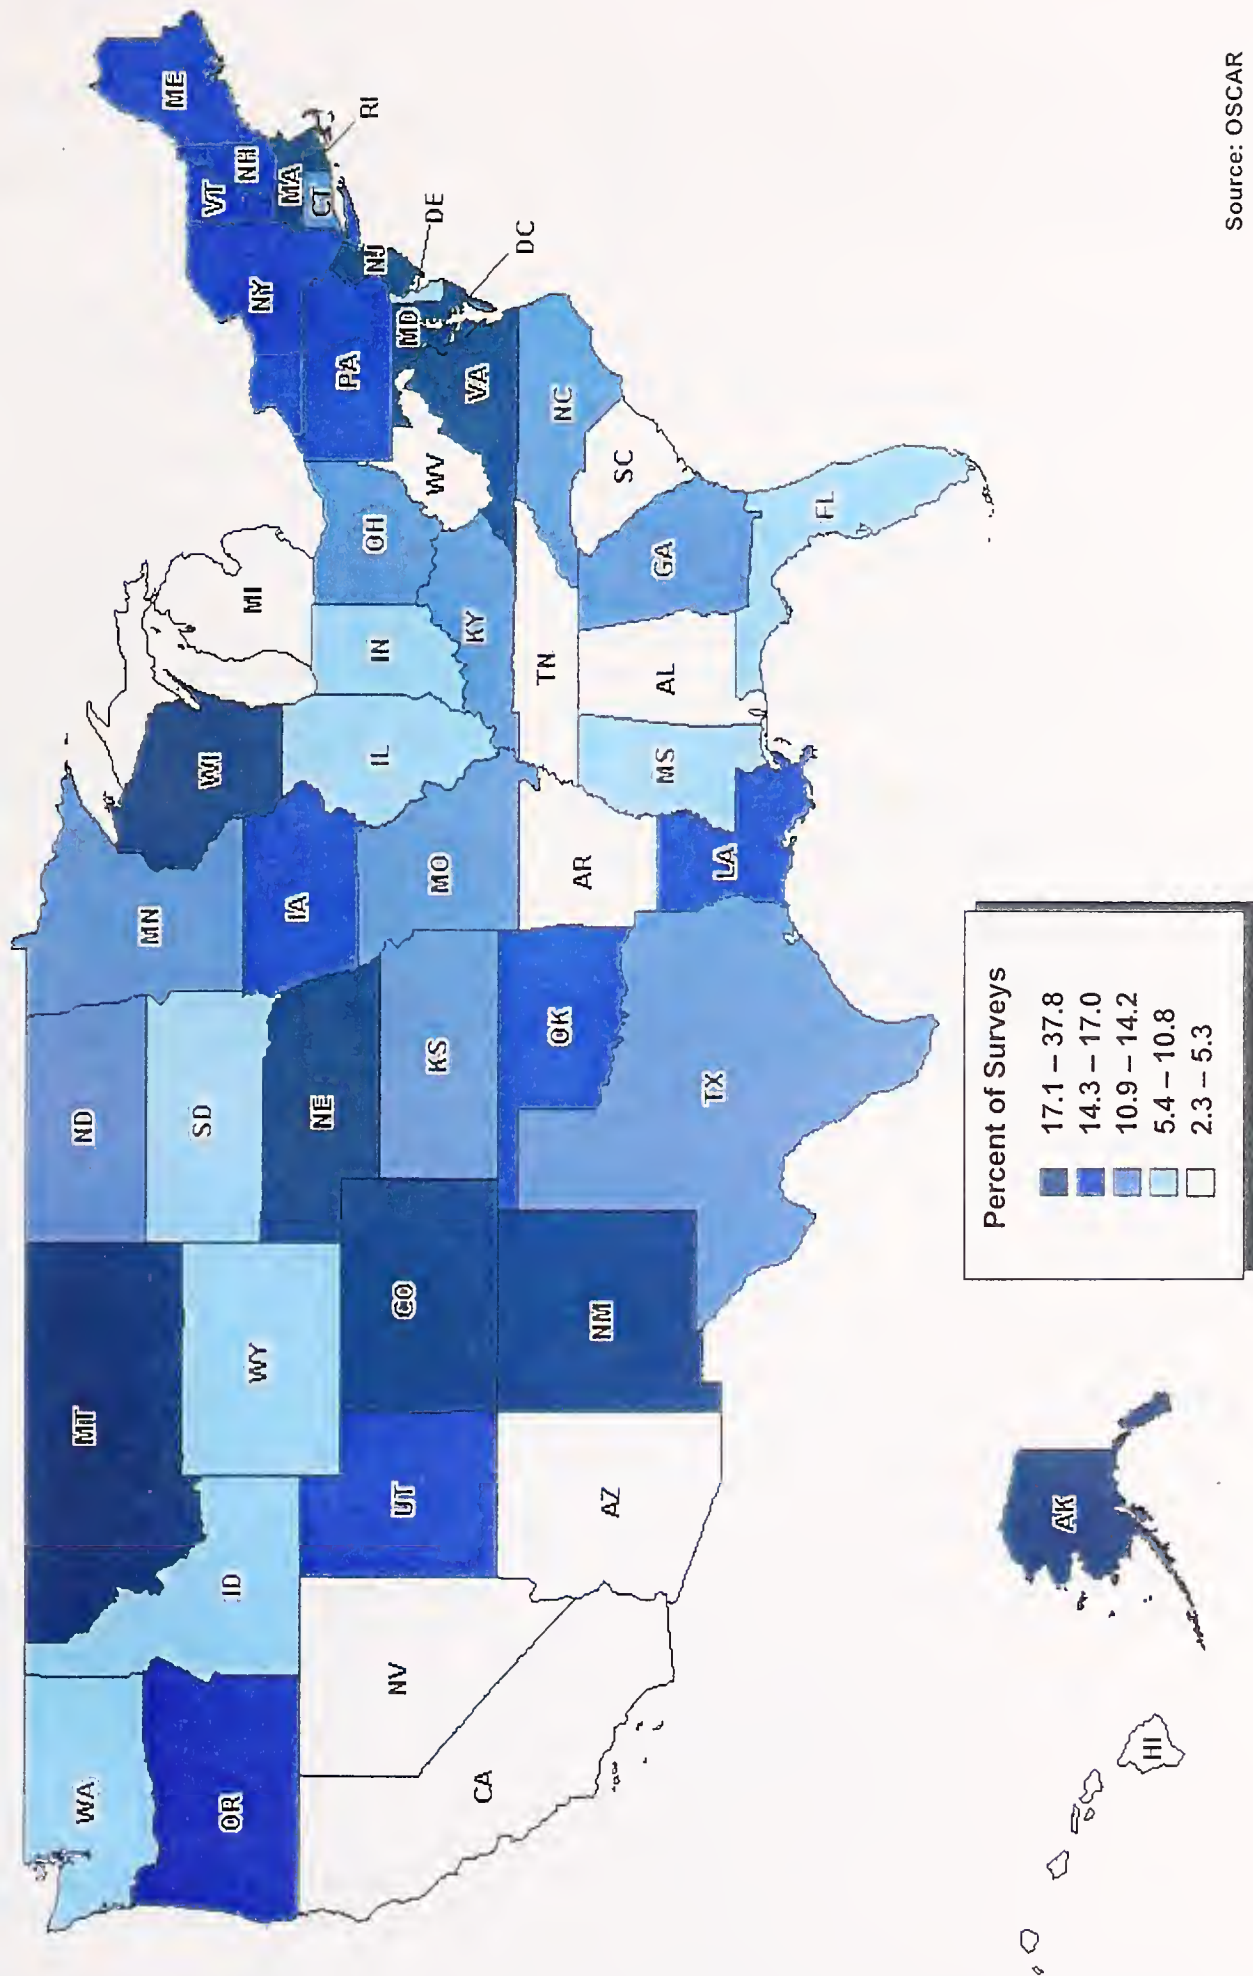 WA
OR
CA
NV
ID
MT
WY
UT
AZ
CO
NM
ND
SD
NE
KS
OK
TX
MN
IA
MO
AR
LA
WI
IL
MS
MI
IN
KY
TN
AL
OH
WV
GA
FL
SC
NC
VA
PA
NY
MD
NJ
DE
DC
VT
NH
ME
MA
CT
RI
AK
HI
Percent of Surveys
17.1 – 37.8
14.3 – 17.0
10.9 – 14.2
5.4 – 10.8
2.3 – 5.3
Source: OSCAR